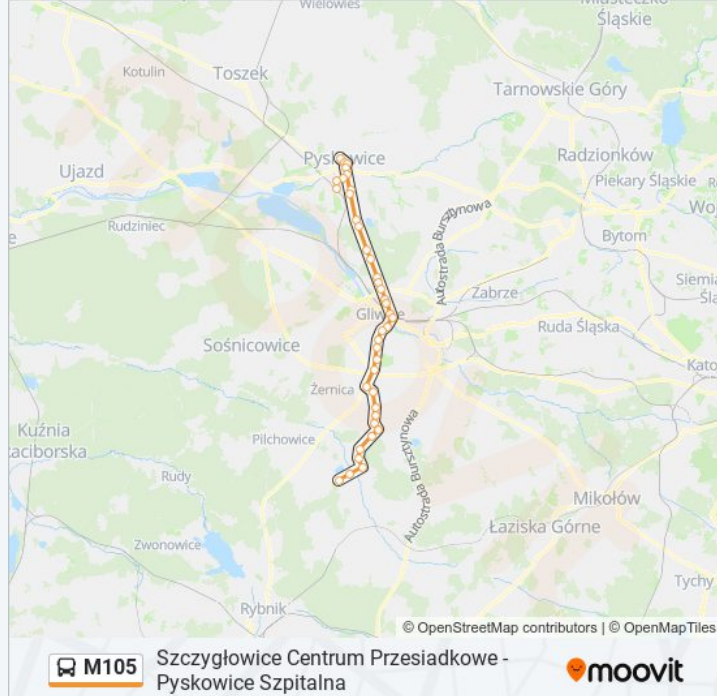 Wielowieś
Miasteczko
Śląskie
Kotulin
Toszek
Tarnowskie Góry
Pyskowice
Radzionków
Ujazd
Piekary Śląskie
Rudziniec
Autostrada Bursztynowa
Bytom
Zabrze
Gliwice
Ruda Śląska
Sośnicowice
Żernica
Kuźnia
aciborska
Pilchowice
Autostrada Bursztynowa
Rudy
Mikołów
Łaziska Górne
Zwonowice
Tychy
Rybnik
© OpenStreetMap contributors | © OpenMapTiles
M105
Szczygłowice Centrum Przesiadkowe -
Pyskowice Szpitalna
moovit